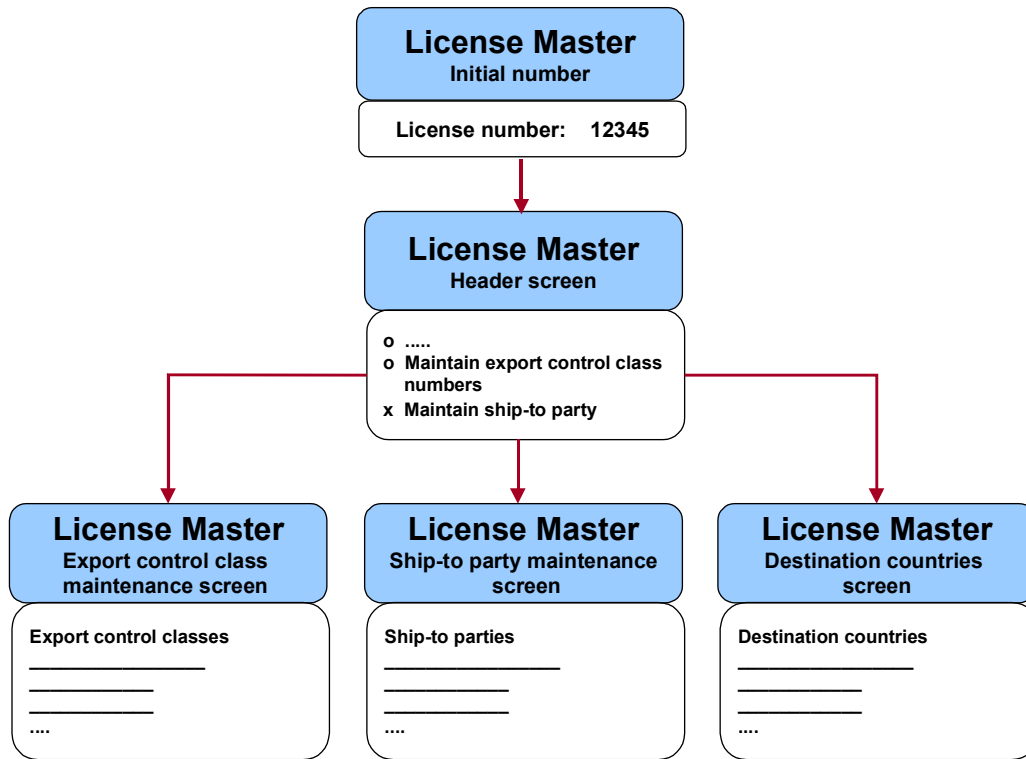 License Master
Initial number
License number: 12345
License Master
Header screen
o .....
o Maintain export control class
numbers
x Maintain ship-to party
License Master
Export control class
maintenance screen
Export control classes
....
License Master
Ship-to party maintenance
screen
Ship-to parties
....
License Master
Destination countries
screen
Destination countries
....